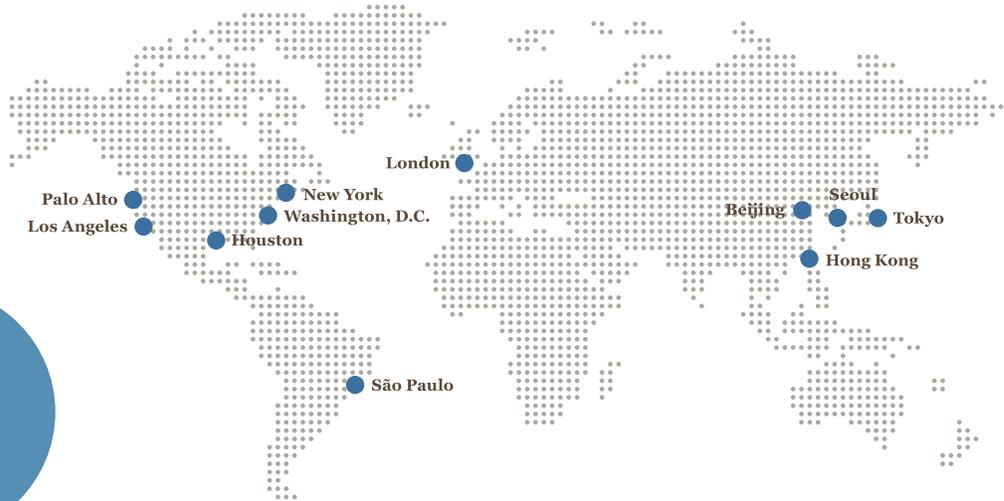 London
Palo Alto
New York
Seoul
Beijing
Washington, D.C.
Tokyo
Los Angeles
Houston
Hong Kong
São Paulo